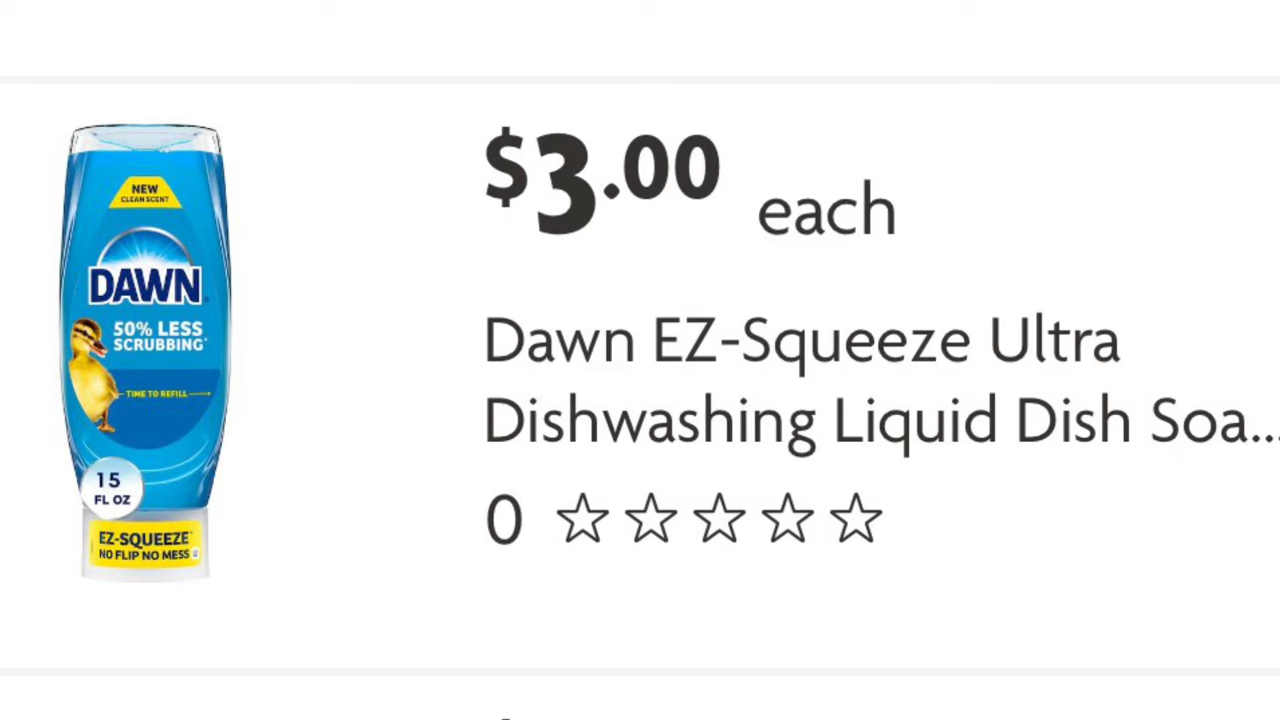 NEW
CLEAN SCENT
DAWN
50% LESS
SCRUBBING
TIME TO REFILL
15
FL OZ
EZ-SQUEEZE
NO FLIP NO MESS
$3.00 each
Dawn EZ-Squeeze Ultra
Dishwashing Liquid Dish Soa...
0